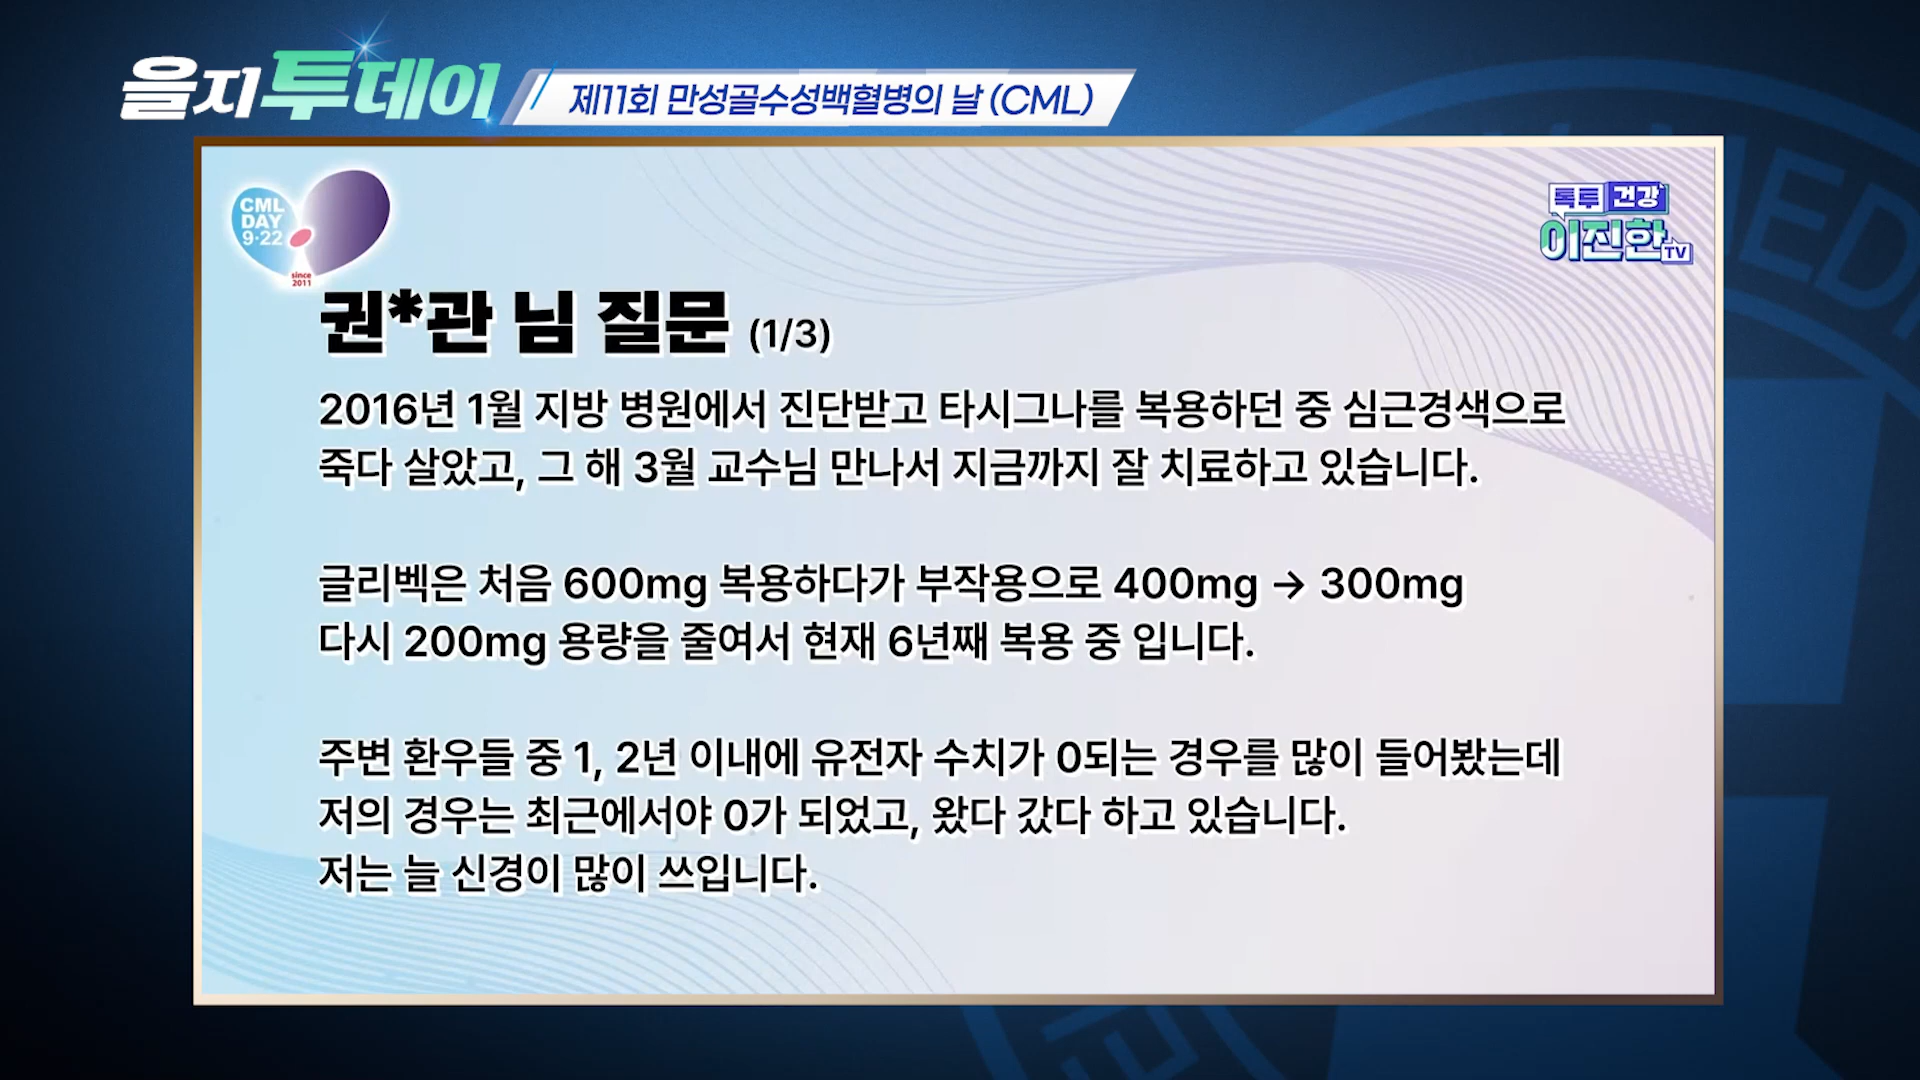 을지투데이
제11회 만성골수성백혈병의 날 (CML)
CML
DAY
9·22
since
2011
톡투건강
이진한TV
권*관 님 질문 (1/3)
2016년 1월 지방 병원에서 진단받고 타시그나를 복용하던 중 심근경색으로
죽다 살았고, 그 해 3월 교수님 만나서 지금까지 잘 치료하고 있습니다.
글리벡은 처음 600mg 복용하다가 부작용으로 400mg → 300mg
다시 200mg 용량을 줄여서 현재 6년째 복용 중 입니다.
주변 환우들 중 1, 2년 이내에 유전자 수치가 0되는 경우를 많이 들어봤는데
저의 경우는 최근에서야 0가 되었고, 왔다 갔다 하고 있습니다.
저는 늘 신경이 많이 쓰입니다.